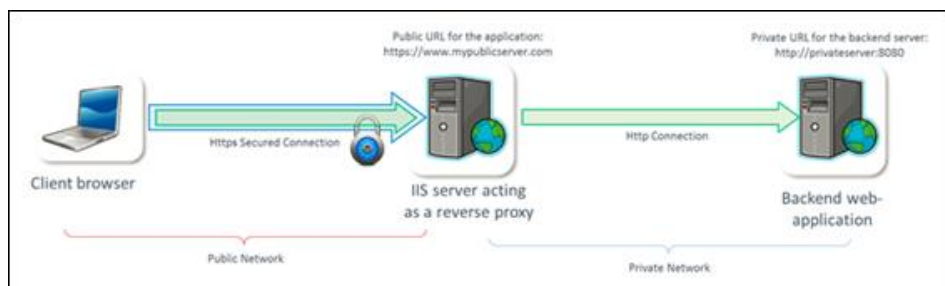 Public URL for the application:
https://www.mypublicserver.com
Private URL for the backend server:
http://privateserver:8080
Https Secured Connection
Http Connection
Client browser
IIS server acting
as a reverse proxy
Backend web-
application
Public Network
Private Network